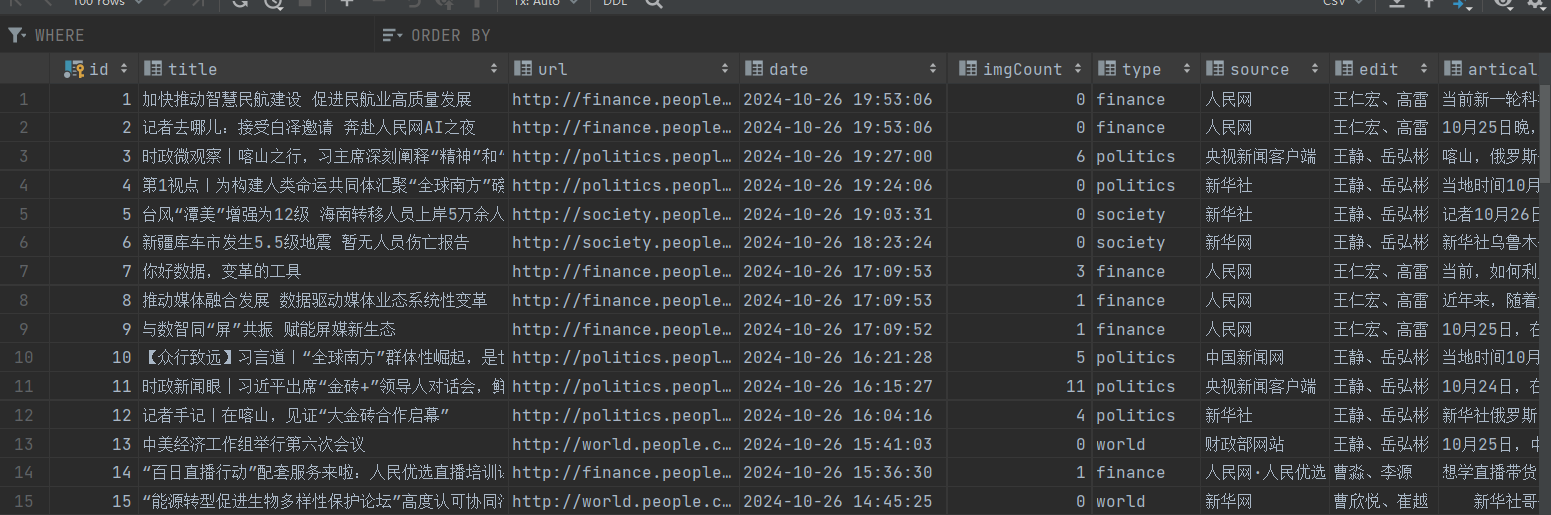 100 rows Tx: Auto DDL CSV
WHERE ORDER BY
id title url date imgCount type source edit artical
1 1 加快推动智慧民航建设 促进民航业高质量发展 http://finance.people… 2024-10-26 19:53:06 0 finance 人民网 王仁宏、高雷 当前新一轮科
2 2 记者去哪儿：接受白泽邀请 奔赴人民网AI之夜 http://finance.people… 2024-10-26 19:53:06 0 finance 人民网 王仁宏、高雷 10月25日晚，
3 3 时政微观察丨喀山之行，习主席深刻阐释“精神”和“ http://politics.peopl… 2024-10-26 19:27:00 6 politics 央视新闻客户端 王静、岳弘彬 喀山，俄罗斯
4 4 第1视点丨为构建人类命运共同体汇聚“全球南方” http://politics.peopl… 2024-10-26 19:24:06 0 politics 新华社 王静、岳弘彬 当地时间10月
5 5 台风“潭美”增强为12级 海南转移人员上岸5万余人 http://society.people… 2024-10-26 19:03:31 0 society 新华社 王静、岳弘彬 记者10月26日
6 6 新疆库车市发生5.5级地震 暂无人员伤亡报告 http://society.people… 2024-10-26 18:23:24 0 society 新华网 王静、岳弘彬 新华社乌鲁木
7 7 你好数据，变革的工具 http://finance.people… 2024-10-26 17:09:53 3 finance 人民网 王仁宏、高雷 当前，如何利
8 8 推动媒体融合发展 数据驱动媒体业态系统性变革 http://finance.people… 2024-10-26 17:09:53 1 finance 人民网 王仁宏、高雷 近年来，随着
9 9 与数智同“屏”共振 赋能屏媒新生态 http://finance.people… 2024-10-26 17:09:52 1 finance 人民网 王仁宏、高雷 10月25日，在
10 10 【众行致远】习言道丨“全球南方”群体性崛起，是 http://politics.peopl… 2024-10-26 16:21:28 5 politics 中国新闻网 王静、岳弘彬 当地时间10月
11 11 时政新闻眼丨习近平出席“金砖+”领导人对话会， http://politics.peopl… 2024-10-26 16:15:27 11 politics 央视新闻客户端 王静、岳弘彬 10月24日，在
12 12 记者手记丨在喀山，见证“大金砖合作启幕” http://politics.peopl… 2024-10-26 16:04:16 4 politics 新华社 王静、岳弘彬 新华社俄罗斯
13 13 中美经济工作组举行第六次会议 http://world.people.c… 2024-10-26 15:41:03 0 world 财政部网站 王静、岳弘彬 10月25日，中
14 14 “百日直播行动”配套服务来啦：人民优选直播培训 http://finance.people… 2024-10-26 15:36:30 1 finance 人民网·人民优选 曹淼、李源 想学直播带货
15 15 “能源转型促进生物多样性保护论坛”高度认可协同 http://world.people.c… 2024-10-26 14:45:25 0 world 新华网 曹欣悦、崔越 新华社哥